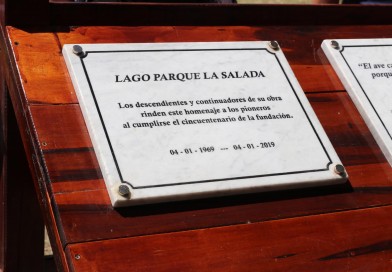 LAGO PARQUE LA SALADA
Los descendientes y continuadores de su obra
rinden este homenaje a los pioneros
al cumplirse el cincuentenario de la fundación.
04 - 01 - 1969 --- 04 - 01 - 2019
"El ave c
porqu